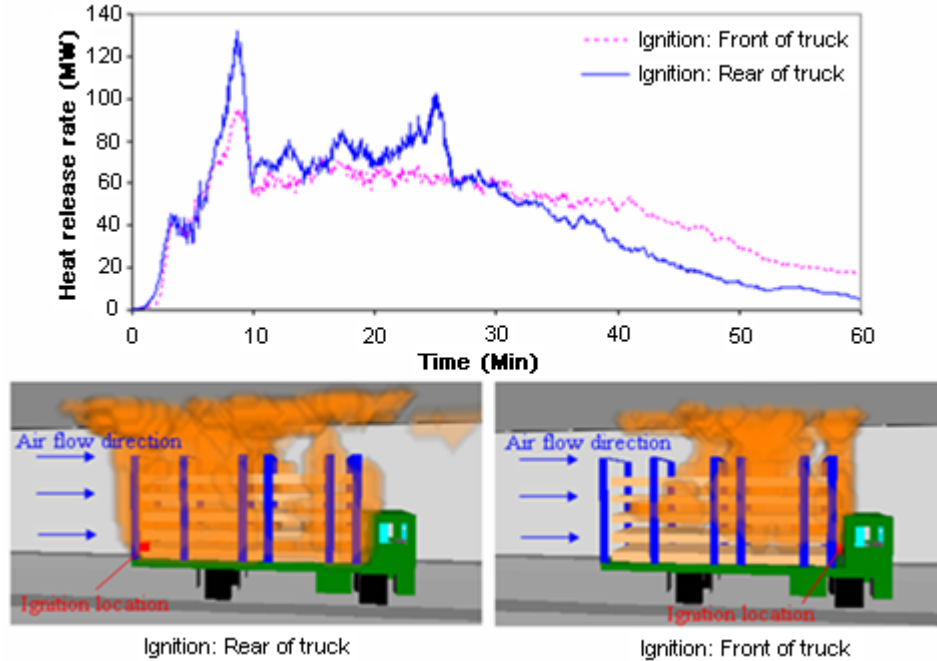 140
120
100
80
60
40
20
0
Heat release rate (MW)
Ignition: Front of truck
Ignition: Rear of truck
0 10 20 30 40 50 60
Time (Min)
Air flow direction
Ignition location
Ignition: Rear of truck
Air flow direction
Ignition location
Ignition: Front of truck